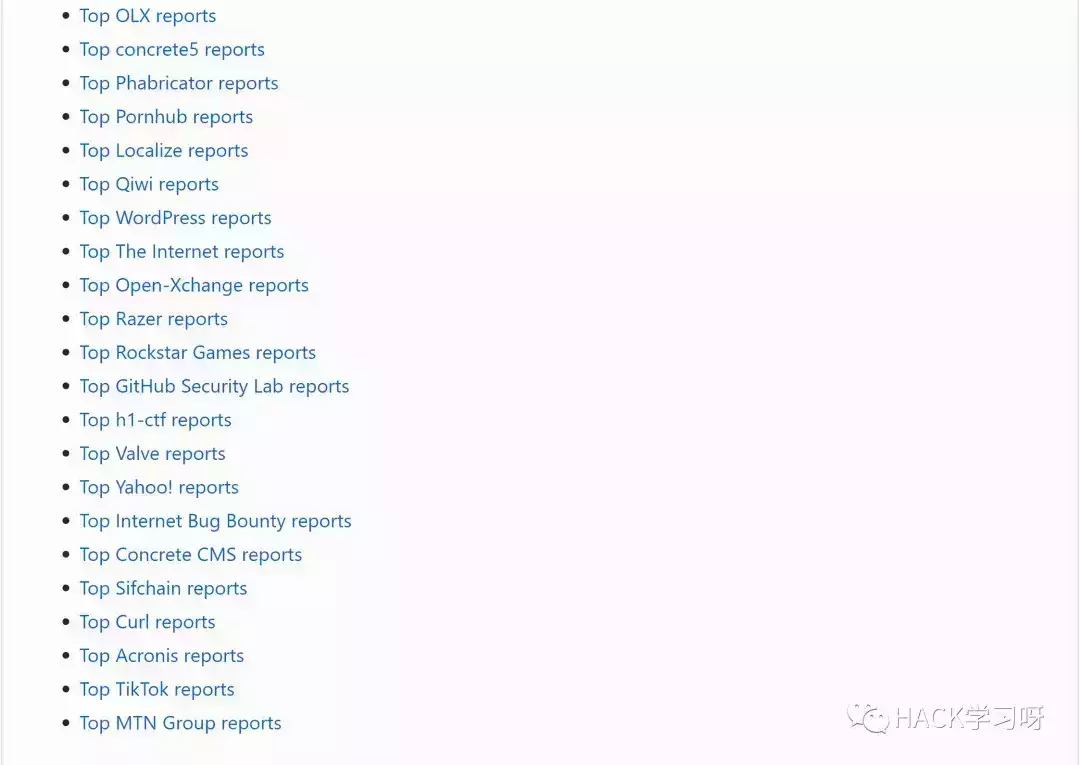 Top OLX reports
Top concrete5 reports
Top Phabricator reports
Top Pornhub reports
Top Localize reports
Top Qiwi reports
Top WordPress reports
Top The Internet reports
Top Open-Xchange reports
Top Razer reports
Top Rockstar Games reports
Top GitHub Security Lab reports
Top h1-ctf reports
Top Valve reports
Top Yahoo! reports
Top Internet Bug Bounty reports
Top Concrete CMS reports
Top Sifchain reports
Top Curl reports
Top Acronis reports
Top TikTok reports
Top MTN Group reports
HACK学习呀